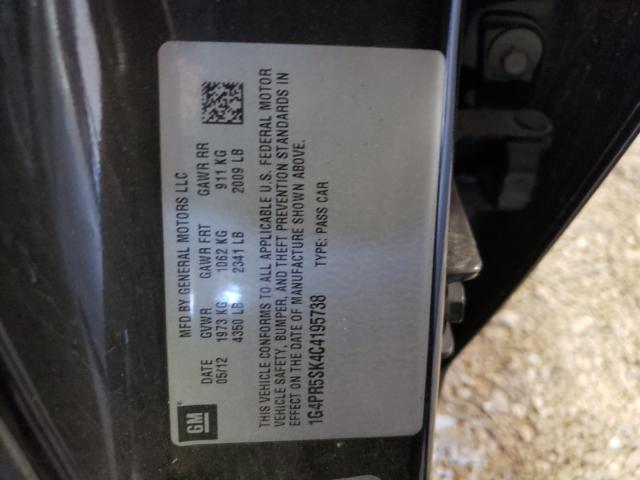 MFD BY GENERAL MOTORS LLC
DATE GVWR GAWR FRT GAWR RR
05/12 1973 KG 1062 KG 911 KG
4350 LB 2341 LB 2009 LB
THIS VEHICLE CONFORMS TO ALL APPLICABLE U.S. FEDERAL MOTOR
VEHICLE SAFETY, BUMPER, AND THEFT PREVENTION STANDARDS IN
EFFECT ON THE DATE OF MANUFACTURE SHOWN ABOVE.
1G4PR5SK4C4195738 TYPE: PASS CAR
GM